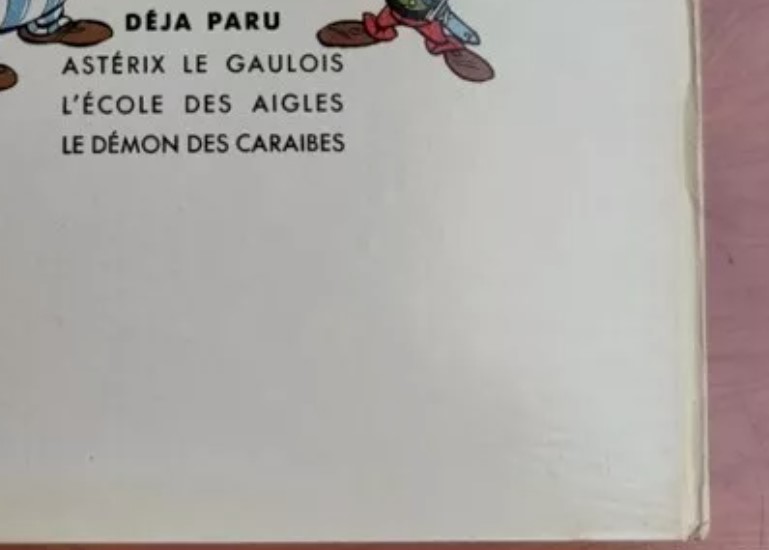 DÉJA PARU
ASTÉRIX LE GAULOIS
L'ÉCOLE DES AIGLES
LE DÉMON DES CARAIBES